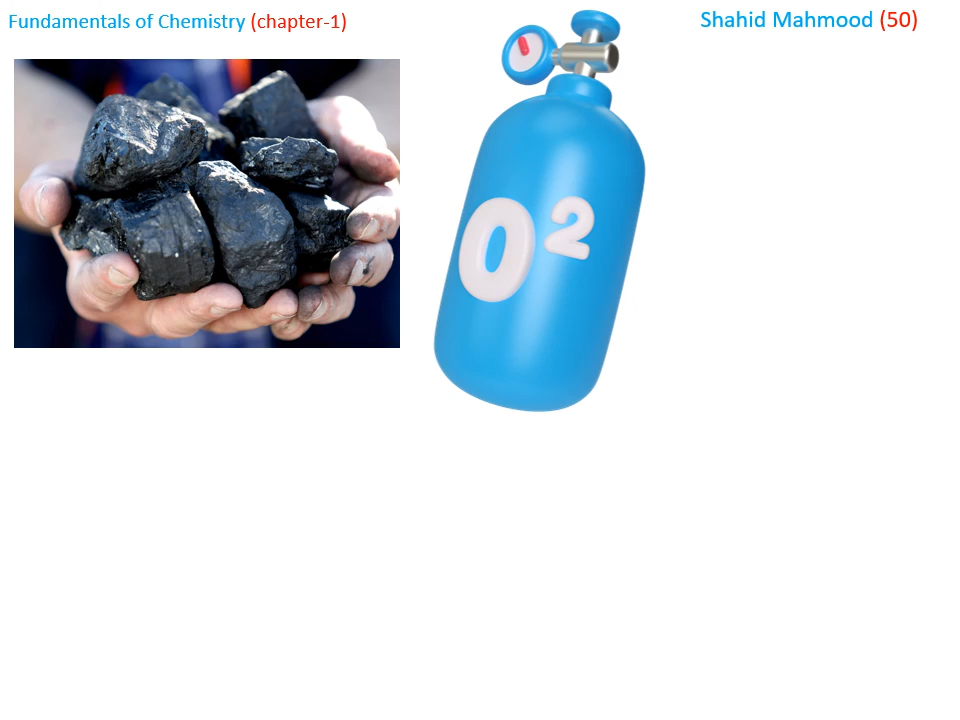 Fundamentals of Chemistry (chapter-1)
Shahid Mahmood (50)
O²